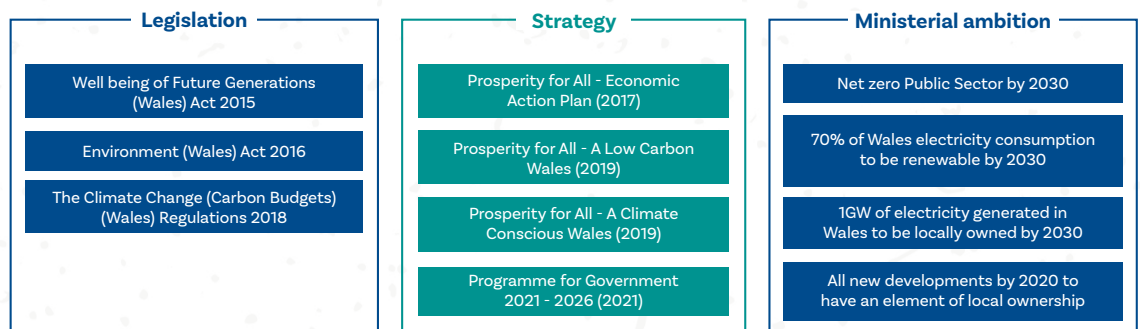 Legislation
Well being of Future Generations
(Wales) Act 2015
Environment (Wales) Act 2016
The Climate Change (Carbon Budgets)
(Wales) Regulations 2018
Strategy
Prosperity for All - Economic
Action Plan (2017)
Prosperity for All - A Low Carbon
Wales (2019)
Prosperity for All - A Climate
Conscious Wales (2019)
Programme for Government
2021 - 2026 (2021)
Ministerial ambition
Net zero Public Sector by 2030
70% of Wales electricity consumption
to be renewable by 2030
1GW of electricity generated in
Wales to be locally owned by 2030
All new developments by 2020 to
have an element of local ownership